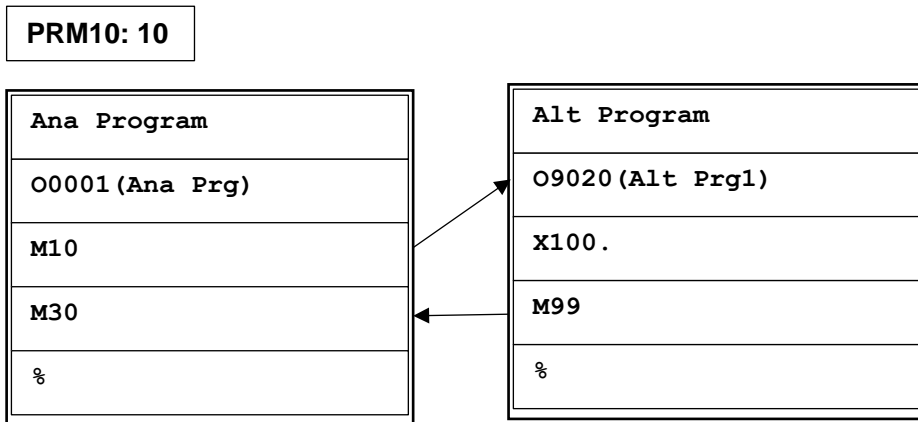 PRM10: 10
Ana Program
O0001(Ana Prg)
M10
M30
%
Alt Program
O9020(Alt Prg1)
X100.
M99
%